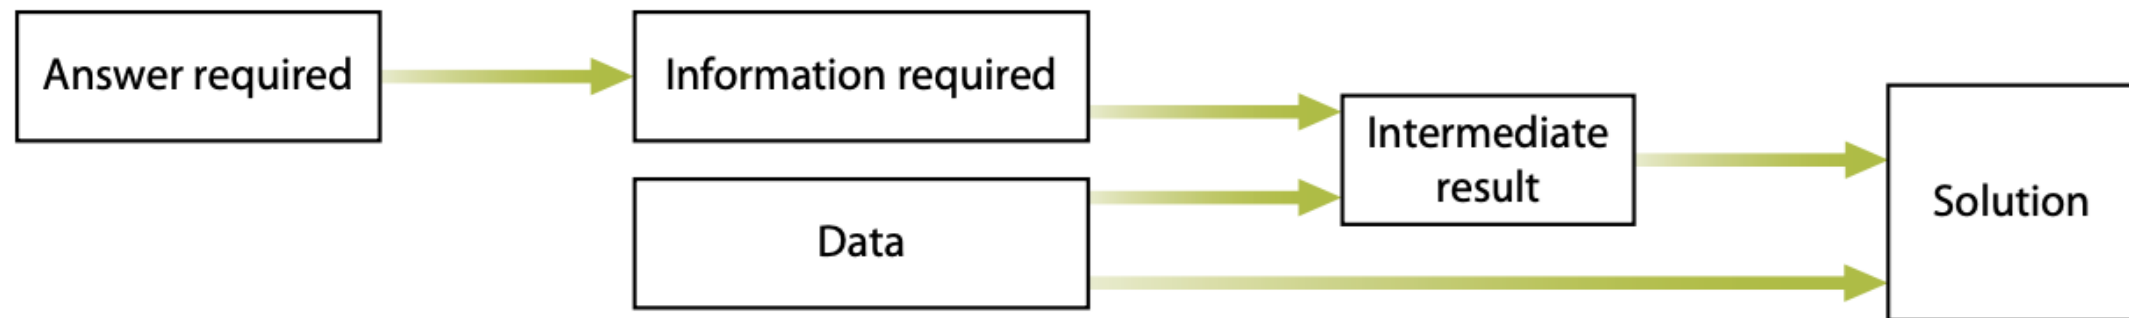 Answer required
Information required
Intermediate
result
Data
Solution